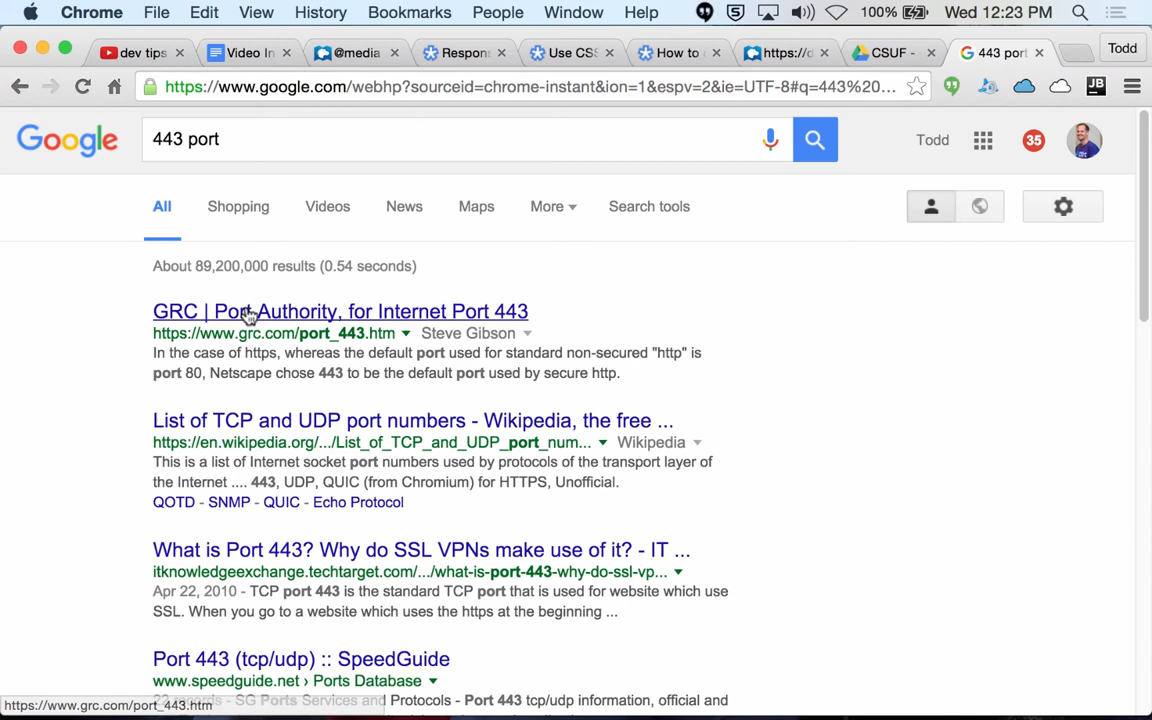 Chrome File Edit View History Bookmarks People Window Help 100% Wed 12:23 PM
dev tips Video In @media Respon Use CS How to https://d CSUF - 443 port Todd
https://www.google.com/webhp?sourceid=chrome-instant&ion=1&espv=2&ie=UTF-8#q=443%20...
Google 443 port Todd 35
All Shopping Videos News Maps More Search tools
About 89,200,000 results (0.54 seconds)
GRC | Port Authority, for Internet Port 443
https://www.grc.com/port_443.htm Steve Gibson
In the case of https, whereas the default port used for standard non-secured "http" is
port 80, Netscape chose 443 to be the default port used by secure http.
List of TCP and UDP port numbers - Wikipedia, the free ...
https://en.wikipedia.org/.../List_of_TCP_and_UDP_port_num... Wikipedia
This is a list of Internet socket port numbers used by protocols of the transport layer of
the Internet .... 443, UDP, QUIC (from Chromium) for HTTPS, Unofficial.
QOTD - SNMP - QUIC - Echo Protocol
What is Port 443? Why do SSL VPNs make use of it? - IT ...
itknowledgeexchange.techtarget.com/.../what-is-port-443-why-do-ssl-vp...
Apr 22, 2010 - TCP port 443 is the standard TCP port that is used for website which use
SSL. When you go to a website which uses the https at the beginning ...
Port 443 (tcp/udp) :: SpeedGuide
www.speedguide.net › Ports Database
22 records - SG Ports Services and Protocols - Port 443 tcp/udp information, official and
https://www.grc.com/port_443.htm